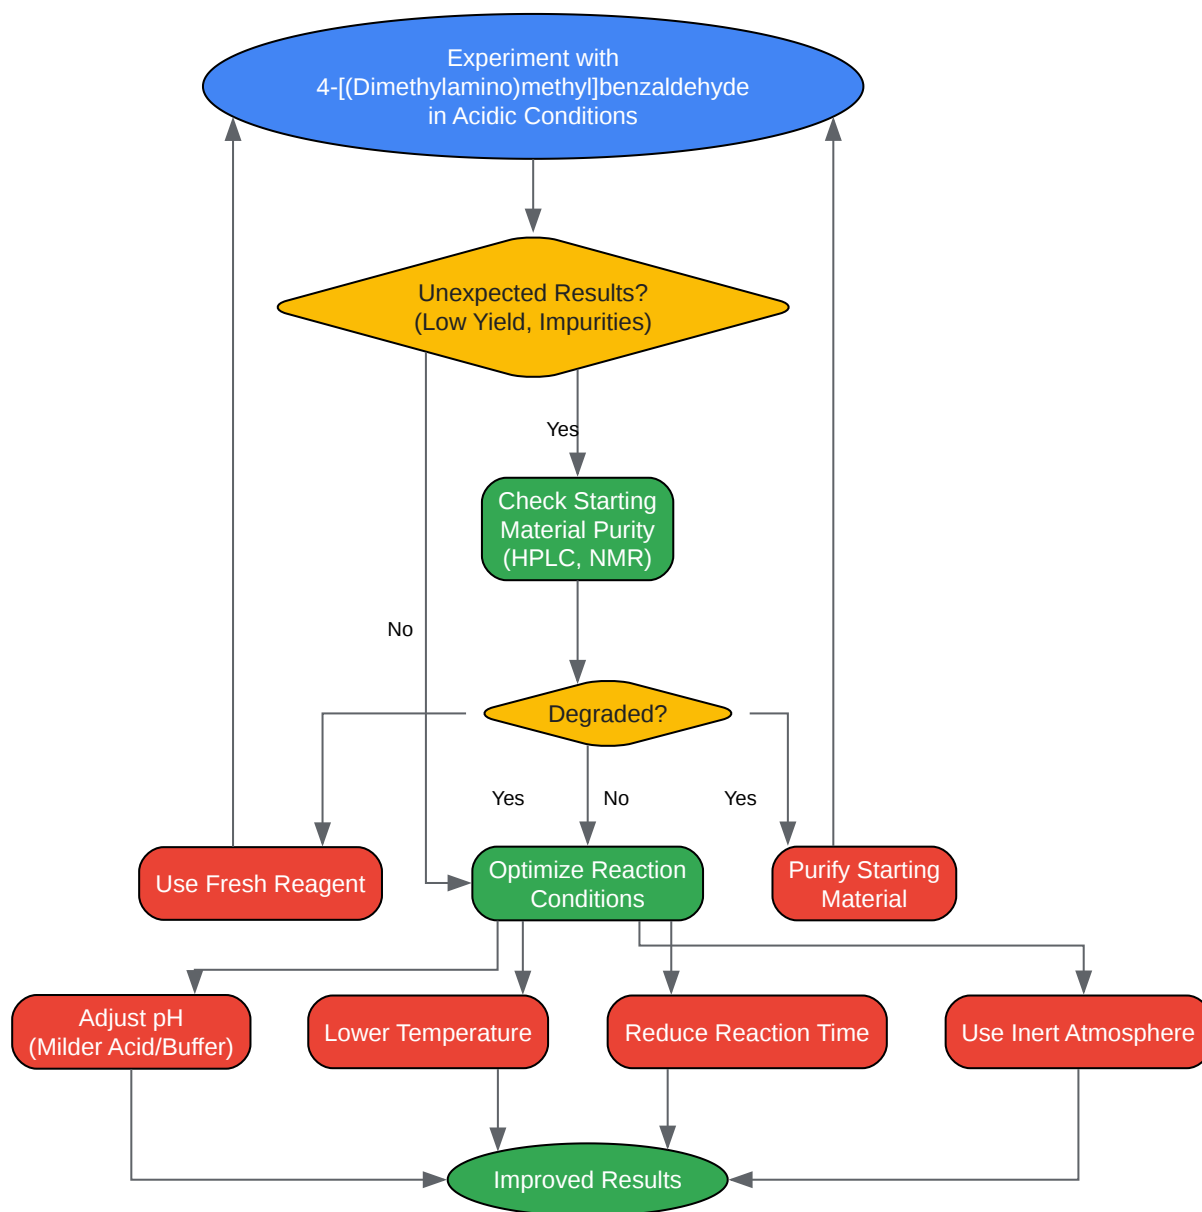 Experiment with
4-[(Dimethylamino)methyl]benzaldehyde
in Acidic Conditions
Unexpected Results?
(Low Yield, Impurities)
Yes
Check Starting
Material Purity
(HPLC, NMR)
No
Degraded?
Yes
No
Yes
Use Fresh Reagent
Optimize Reaction
Conditions
Purify Starting
Material
Adjust pH
(Milder Acid/Buffer)
Lower Temperature
Reduce Reaction Time
Use Inert Atmosphere
Improved Results